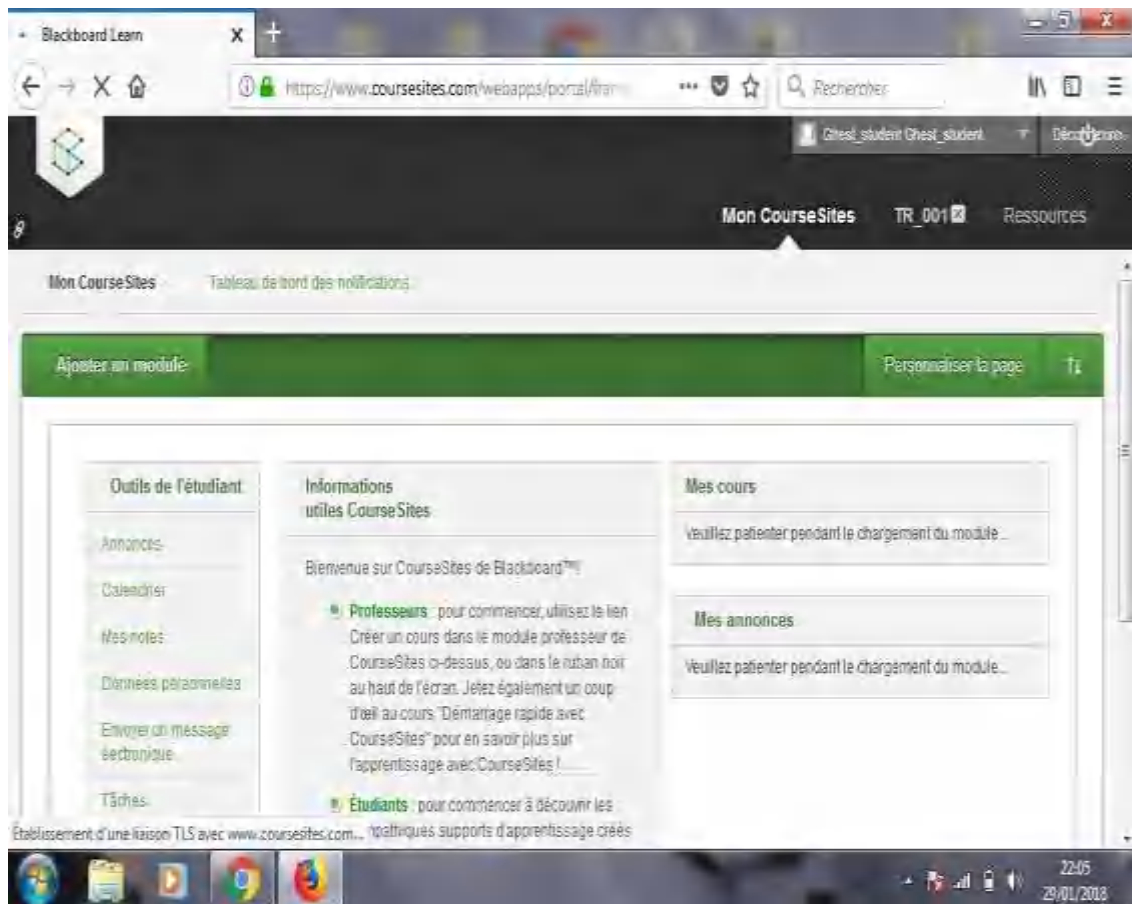 Blackboard Learn
https://www.coursesites.com/webapps/portal/fram
Rechercher
Ghest_student Ghest_student
Mon CourseSites TR_001 Ressources
Mon CourseSites Tableau de bord des notifications
Ajouter un module Personnaliser la page
Outils de l'étudiant
Annonces
Calendrier
Mes notes
Données personnelles
Envoyer un message
électronique
Tâches
Informations
utiles CourseSites
Bienvenue sur CourseSites de Blackboard™!
Professeurs : pour commencer, utilisez le lien
Créer un cours dans le module professeur de
CourseSites ci-dessus, ou dans le ruban noir
au haut de l'écran. Jetez également un coup
d'œil au cours "Démarrage rapide avec
CourseSites" pour en savoir plus sur
l'apprentissage avec CourseSites !
Étudiants : pour commencer à découvrir les
supports d'apprentissage créés
Mes cours
Veuillez patienter pendant le chargement du module...
Mes annonces
Veuillez patienter pendant le chargement du module...
Établissement d'une liaison TLS avec www.coursesites.com...
22:05
29/01/2018